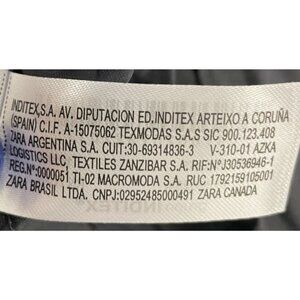 INDITEX,S.A. AV. DIPUTACION ED.INDITEX ARTEIXO A CORUÑA
(SPAIN) C.I.F. A-15075062 TEXMODAS S.A.S SIC 900.123.408
ZARA ARGENTINA S.A. CUIT:30-69314836-3 V-310-01 AZKA
LOGISTICS LLC, TEXTILES ZANZIBAR S.A. RIF:Nº J30536946-1
REG.Nº:0000051 TI-02 MACROMODA S.A. RUC 1792159105001
ZARA BRASIL LTDA. CNPJ:02952485000491 ZARA CANADA